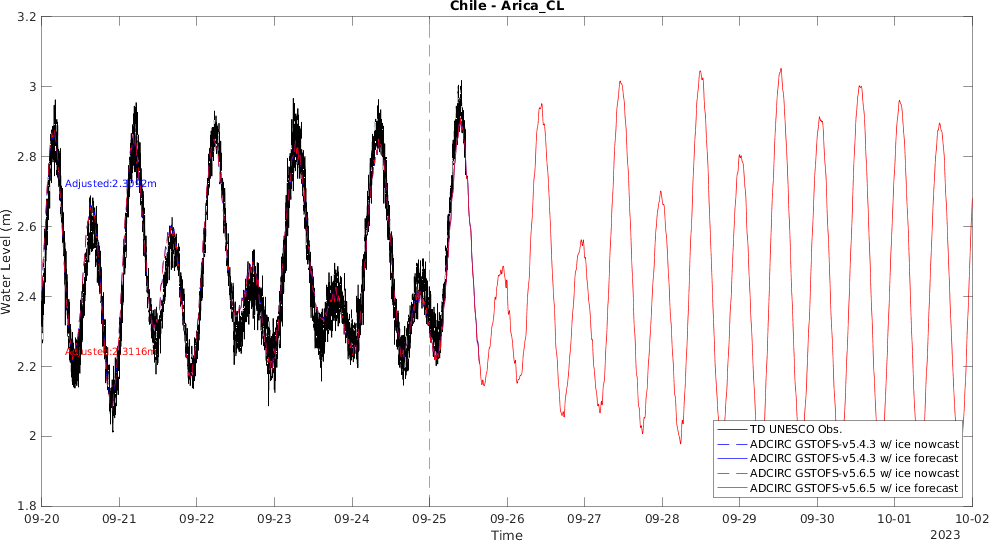 Chile - Arica_CL
3.2
3
2.8
2.6
2.4
2.2
2
1.8
Water Level (m)
Adjusted:2.3992m
Adjusted:2.3116m
TD UNESCO Obs.
ADCIRC GSTOFS-v5.4.3 w/ ice nowcast
ADCIRC GSTOFS-v5.4.3 w/ ice forecast
ADCIRC GSTOFS-v5.6.5 w/ ice nowcast
ADCIRC GSTOFS-v5.6.5 w/ ice forecast
09-20 09-21 09-22 09-23 09-24 09-25 09-26 09-27 09-28 09-29 09-30 10-01 10-02
Time
2023